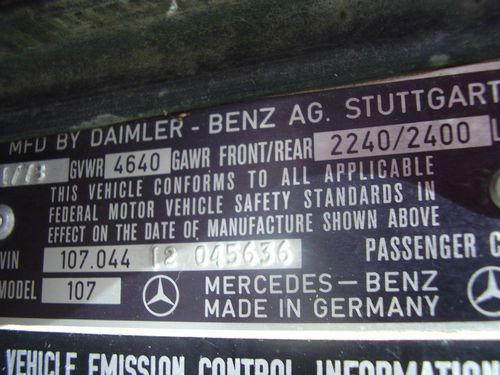 MFD BY DAIMLER - BENZ AG. STUTTGART
GVWR 4640 GAWR FRONT/REAR 2240/2400
THIS VEHICLE CONFORMS TO ALL APPLICABLE
FEDERAL MOTOR VEHICLE SAFETY STANDARDS IN
EFFECT ON THE DATE OF MANUFACTURE SHOWN ABOVE
VIN 107.044 12 045636 PASSENGER C
MODEL 107 MERCEDES-BENZ
MADE IN GERMANY
VEHICLE EMISSION CONTROL INFORMATION